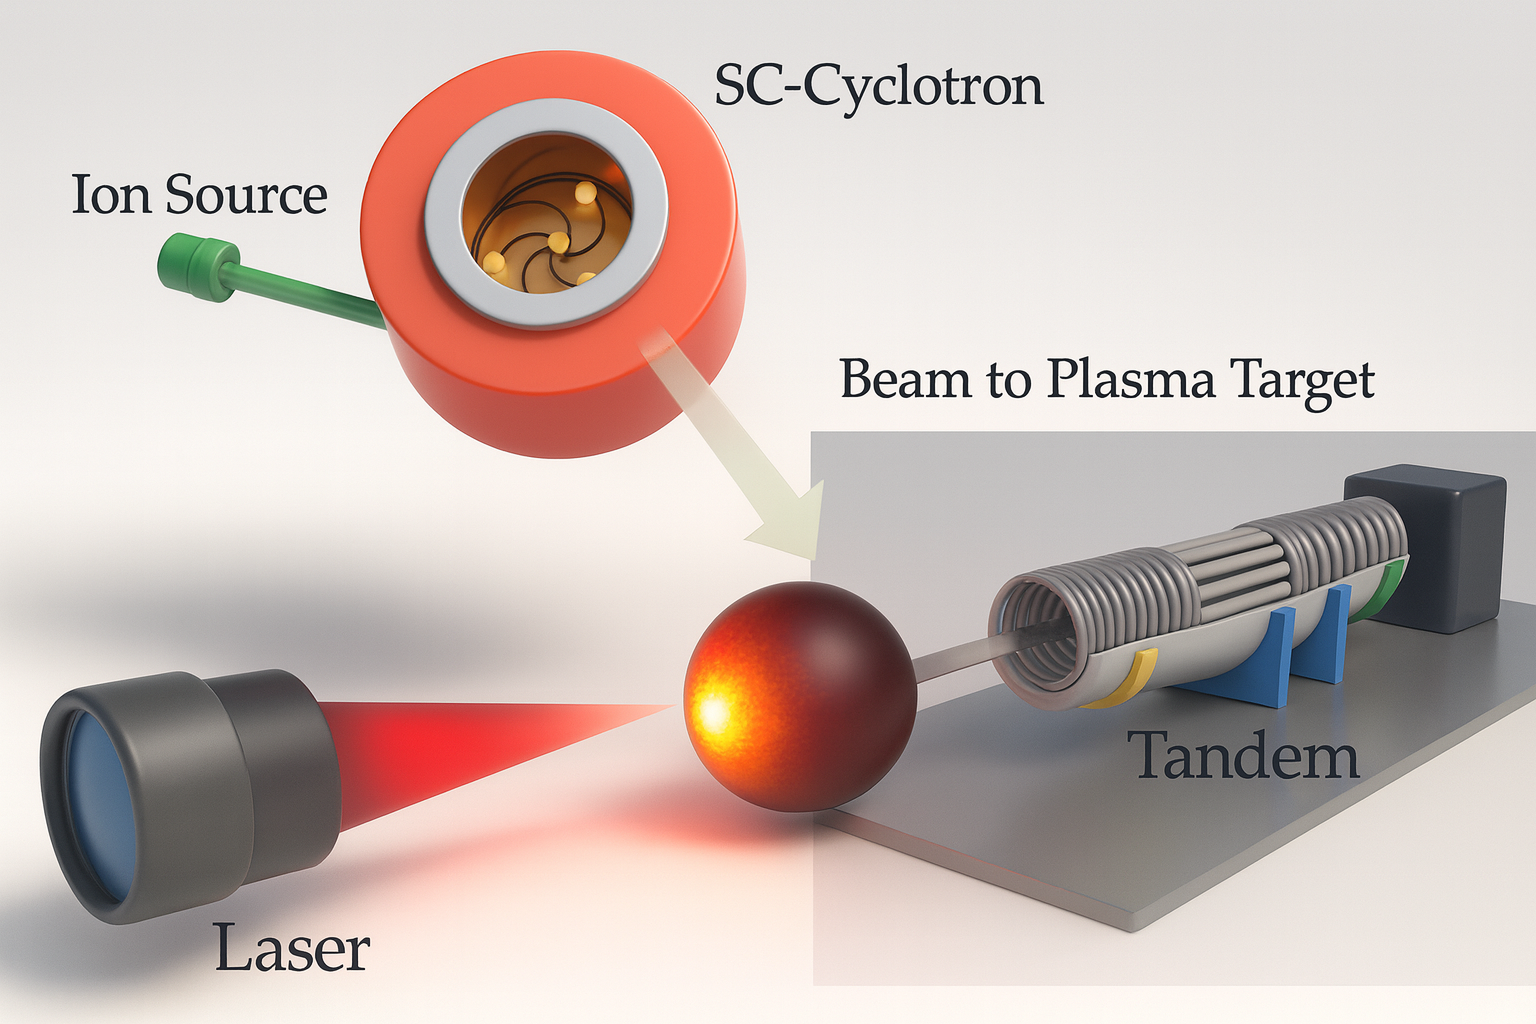 SC-Cyclotron
Ion Source
Beam to Plasma Target
Tandem
Laser